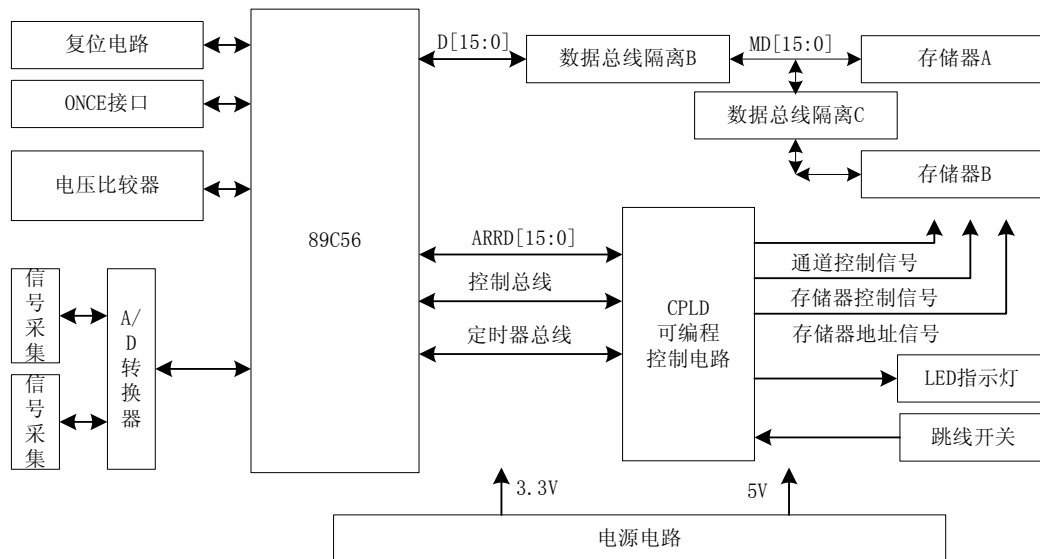 复位电路
ONCE接口
电压比较器
信号采集
信号采集
A/D转换器
89C56
D[15:0]
数据总线隔离B
MD[15:0]
存储器A
数据总线隔离C
存储器B
ARRD[15:0]
控制总线
定时器总线
CPLD
可编程
控制电路
通道控制信号
存储器控制信号
存储器地址信号
LED指示灯
跳线开关
3.3V
5V
电源电路